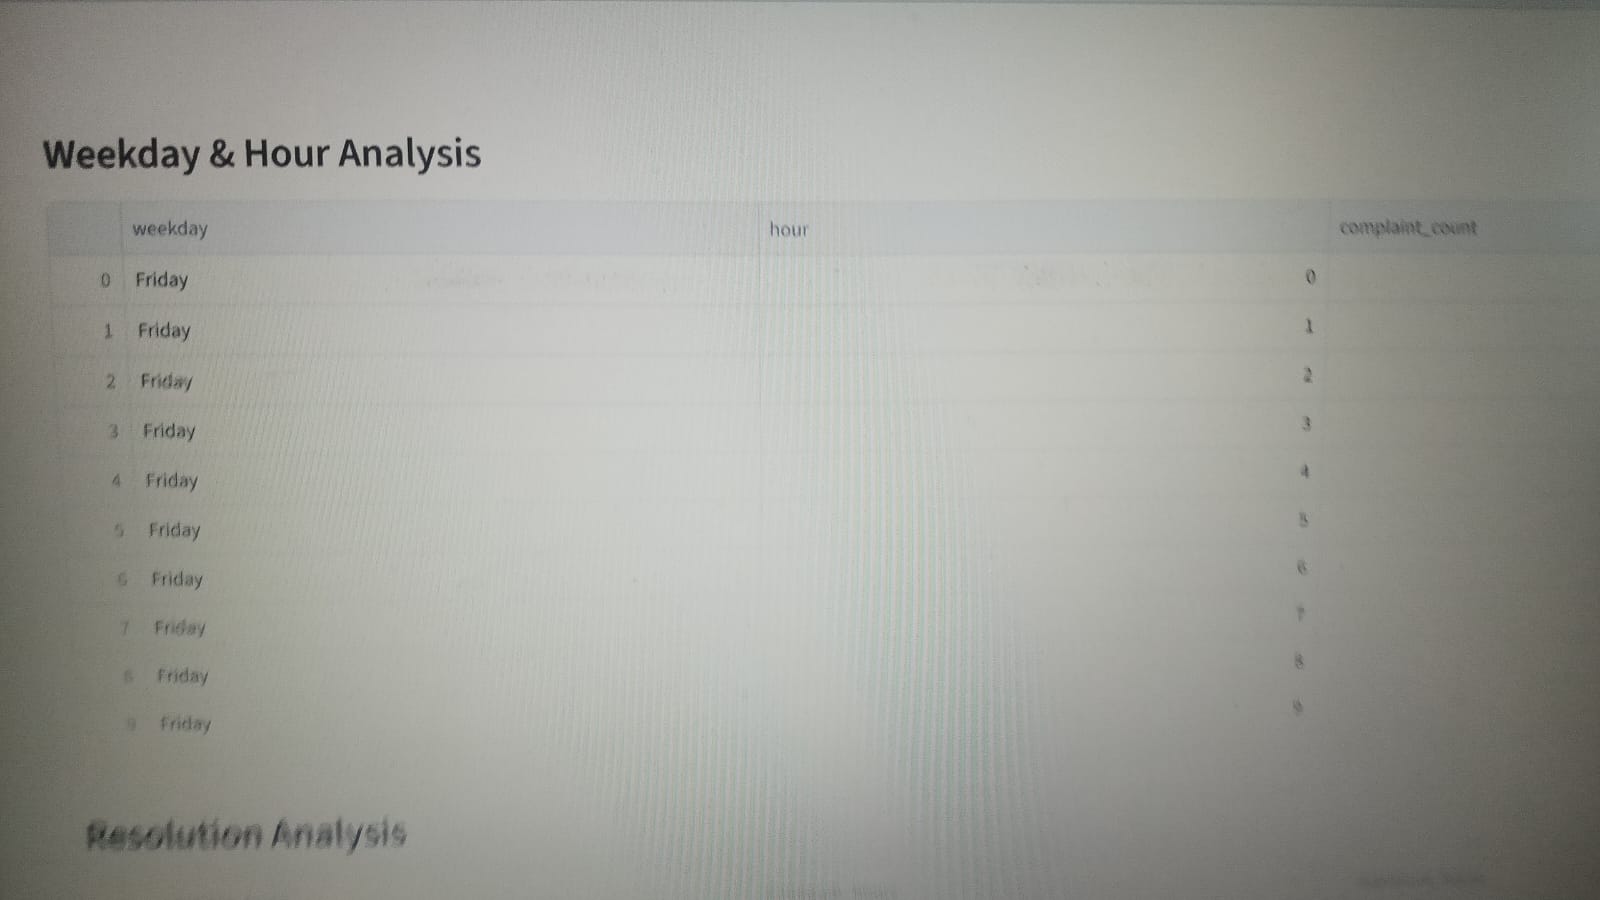 Weekday & Hour Analysis
weekday hour complaint_count
0 Friday 0
1 Friday 1
2 Friday 2
3 Friday 3
4 Friday 4
5 Friday 5
6 Friday 6
7 Friday 7
8 Friday 8
9 Friday 9
Resolution Analysis